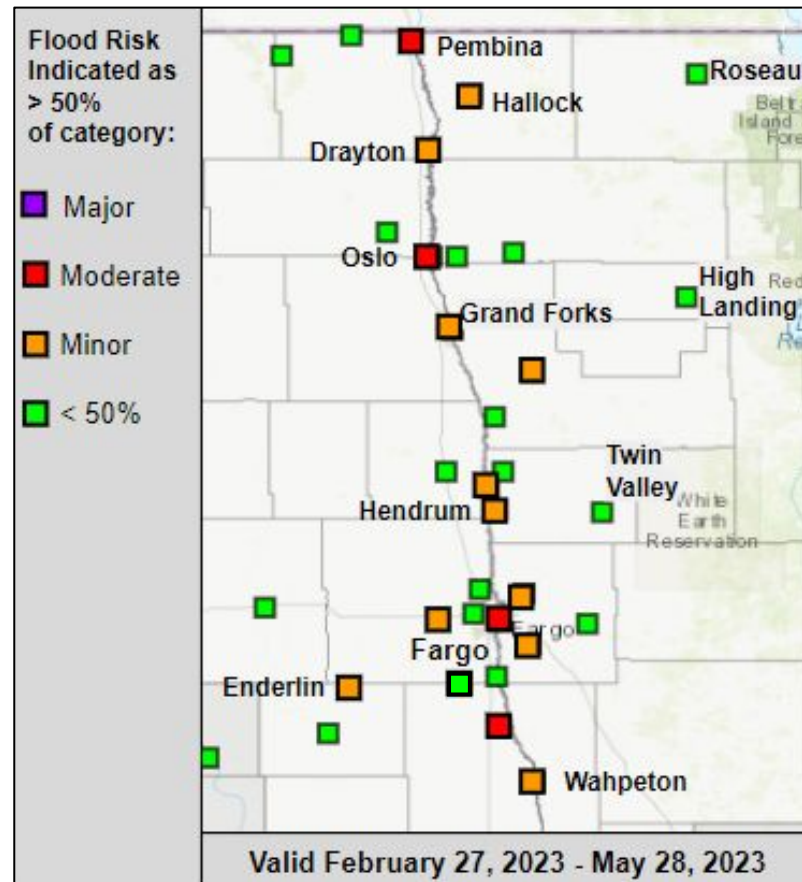 Flood Risk
Indicated as
> 50%
of category:
Major
Moderate
Minor
< 50%
Pembina
Roseau
Hallock
Island
Drayton
Oslo
High
Landing
Grand Forks
Twin
Valley
White
Earth
Reservation
Hendrum
Fargo
Fargo
Enderlin
Wahpeton
Valid February 27, 2023 - May 28, 2023